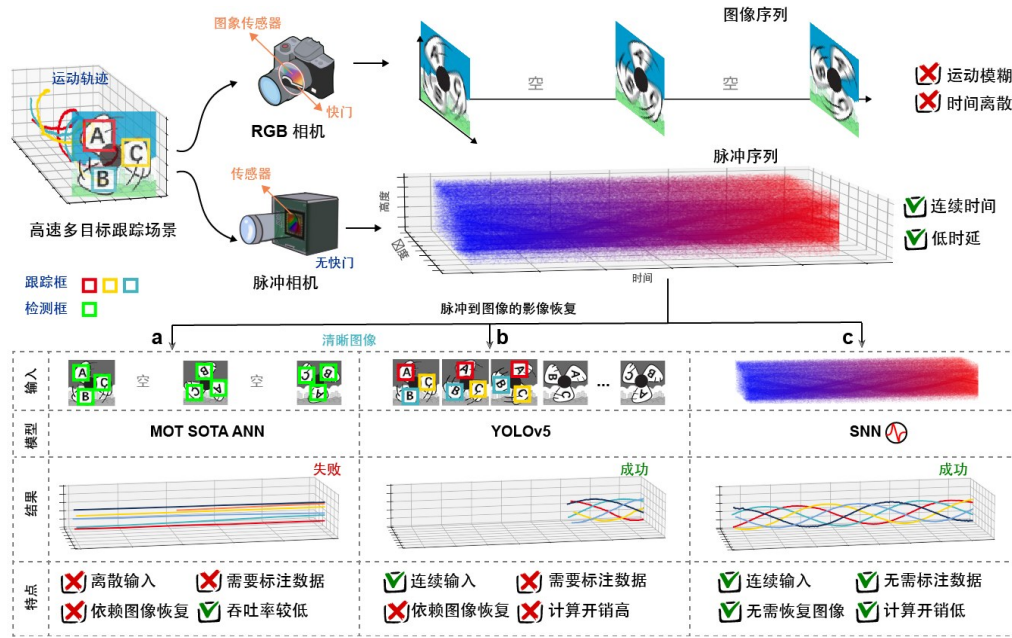 图像序列
图象传感器
运动轨迹
空
空
运动模糊
快门
时间离散
A
C
B
RGB 相机
脉冲序列
传感器
高度
连续时间
高速多目标跟踪场景
低时延
无快门
时间
跟踪框
脉冲相机
检测框
脉冲到图像的影像恢复
a
清晰图像
b
c
输入
空
空
...
模型
MOT SOTA ANN
YOLOv5
SNN
结果
失败
成功
成功
特点
离散输入
需要标注数据
依赖图像恢复
吞吐率较低
连续输入
需要标注数据
依赖图像恢复
计算开销高
连续输入
无需标注数据
无需恢复图像
计算开销低